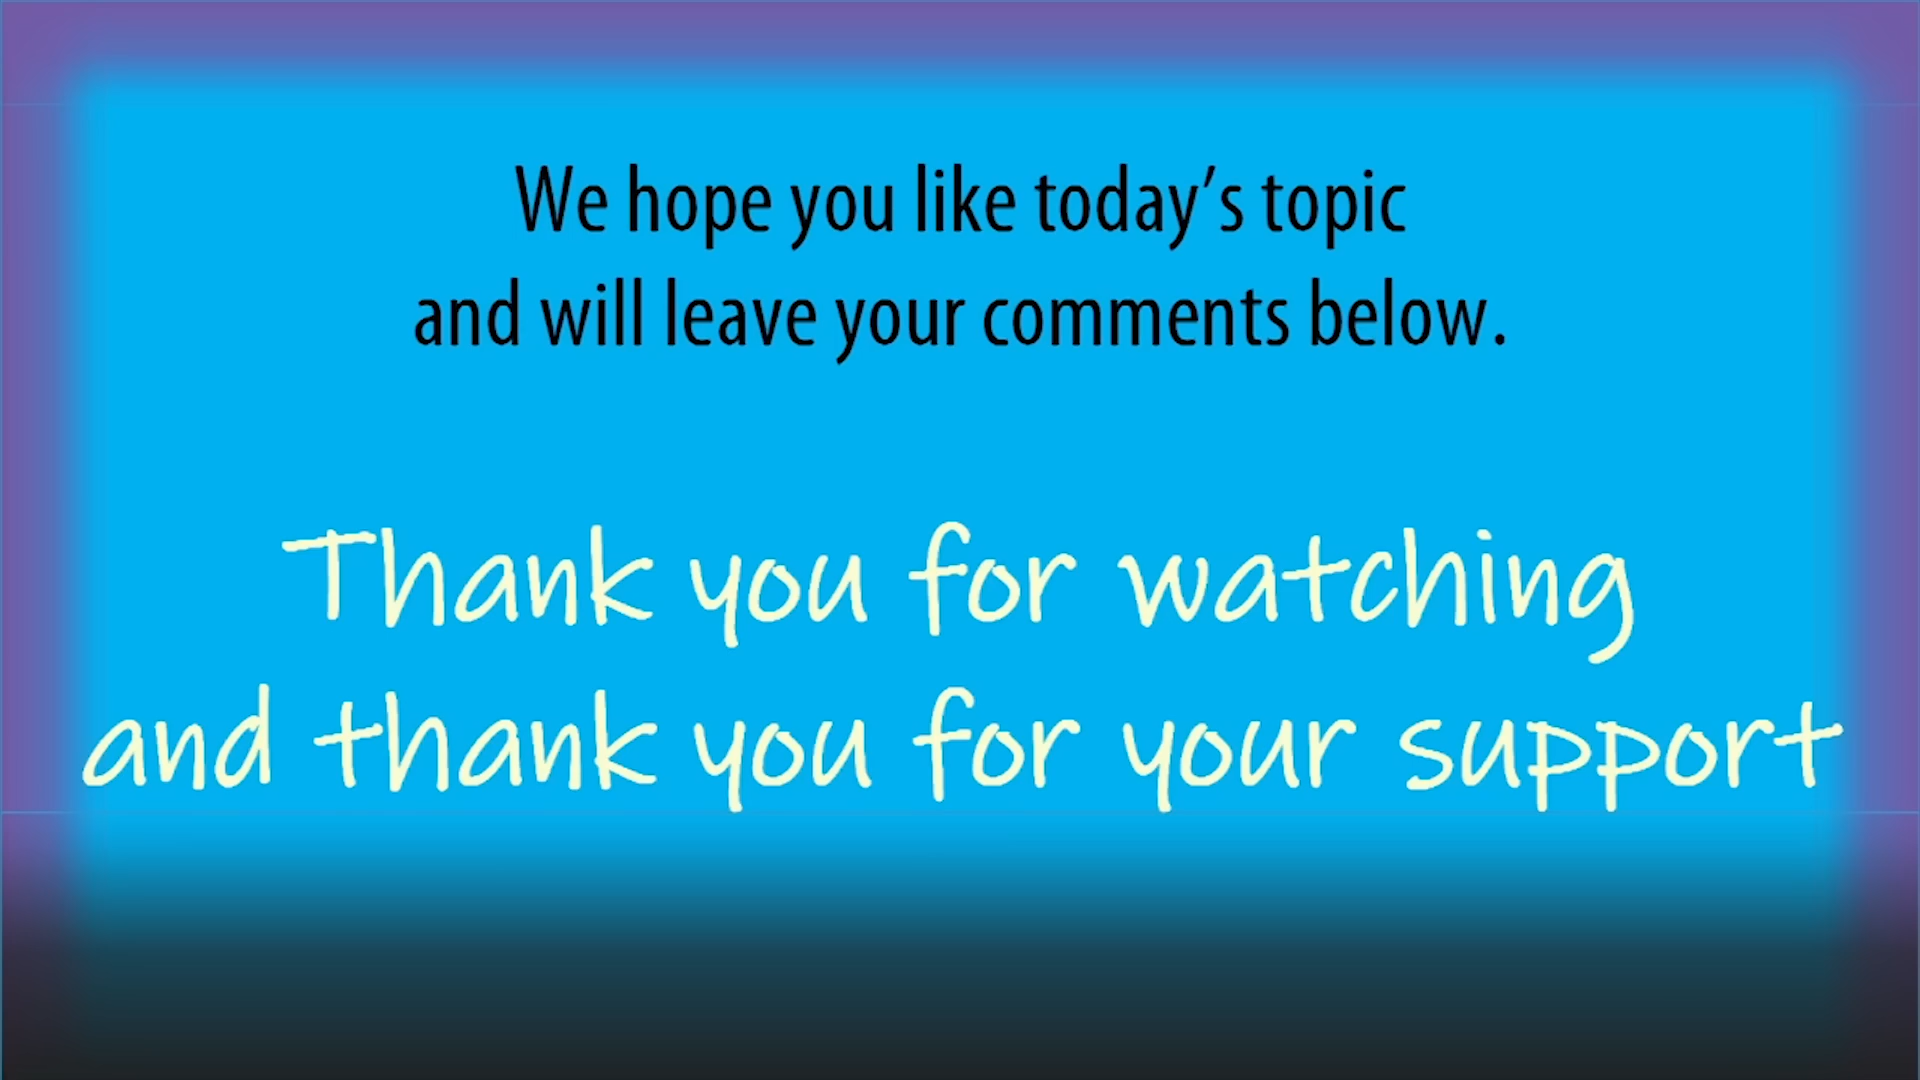 We hope you like today’s topic
and will leave your comments below.
Thank you for watching
and thank you for your support